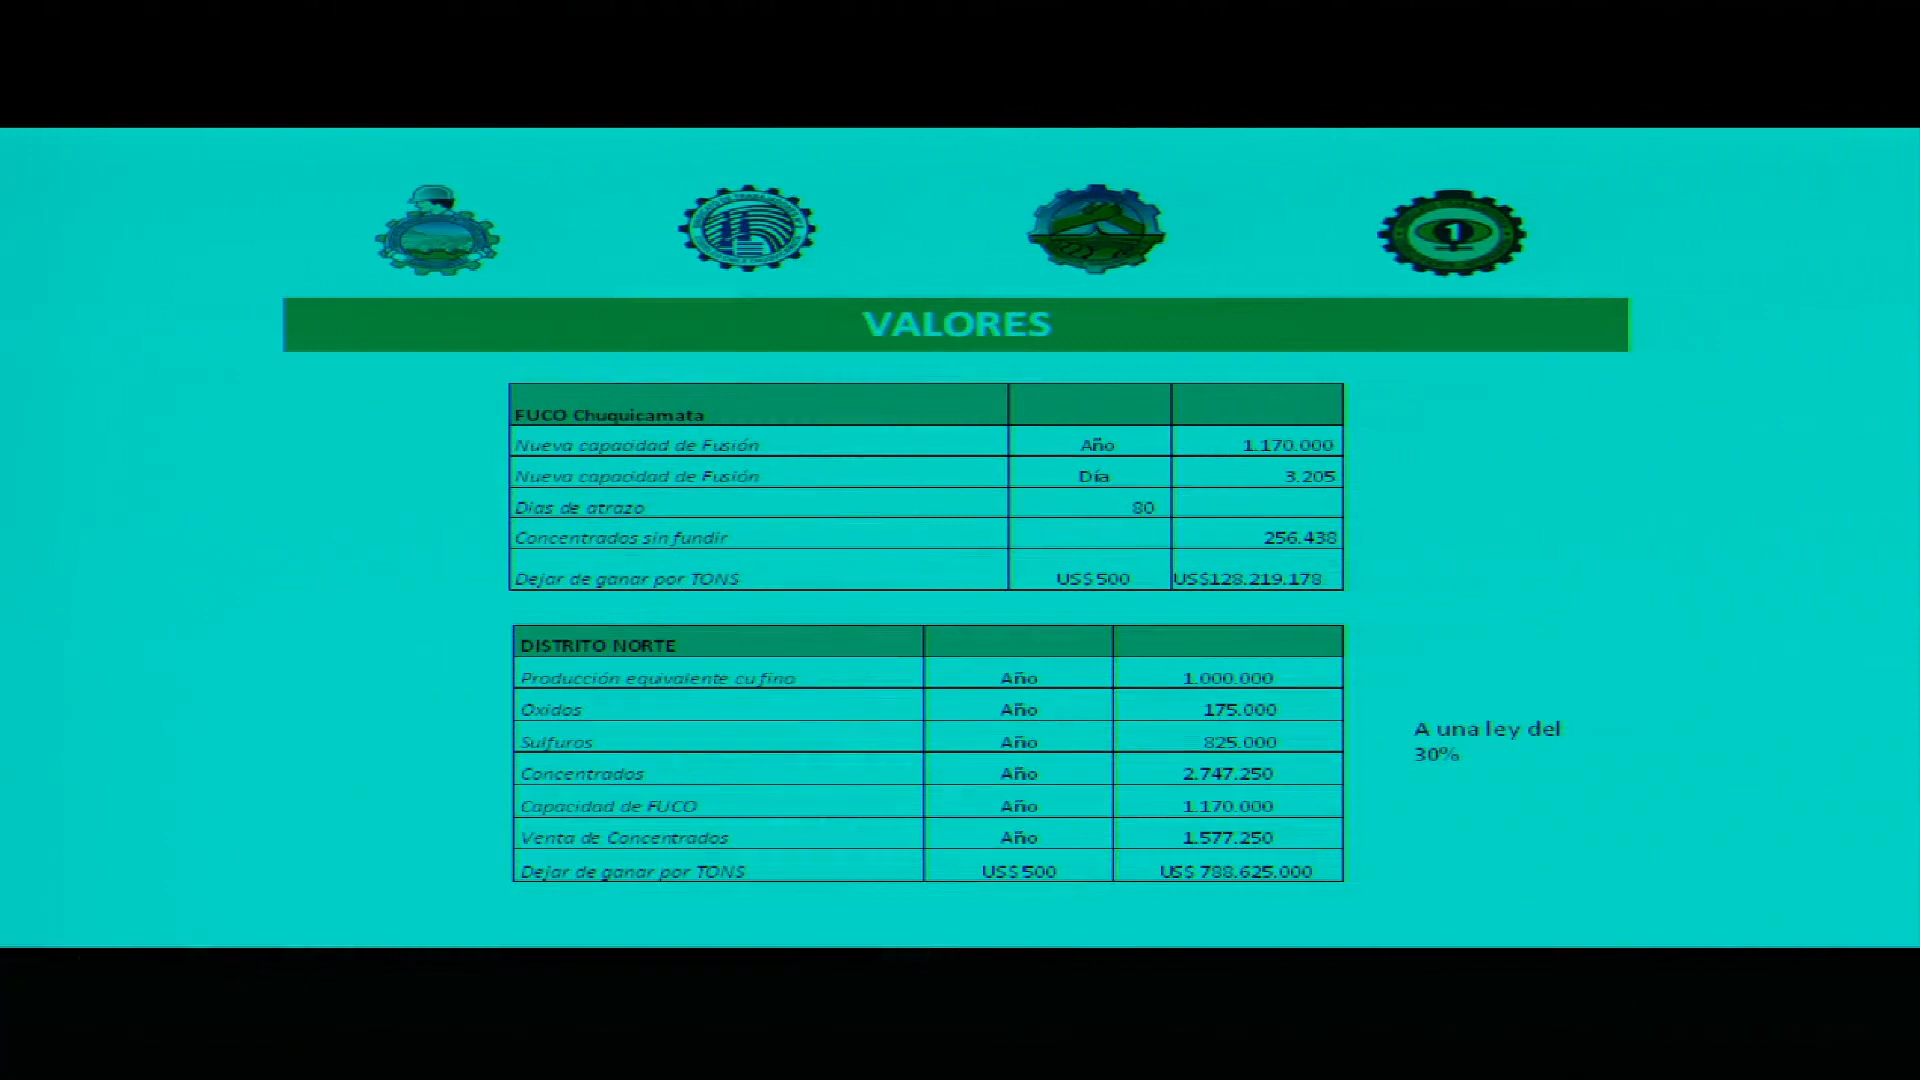 VALORES
FUCO Chuquicamata
Nueva capacidad de Fusión Año 1.170.000
Nueva capacidad de Fusión Día 3.205
Dias de atrazo 80
Concentrados sin fundir 256.438
Dejar de ganar por TONS US$ 500 US$128.219.178
DISTRITO NORTE
Producción equivalente cu fino Año 1.000.000
Oxidos Año 175.000
Sulfuros Año 825.000
Concentrados Año 2.747.250
Capacidad de FUCO Año 1.170.000
Venta de Concentrados Año 1.577.250
Dejar de ganar por TONS US$ 500 US$ 788.625.000
A una ley del
30%